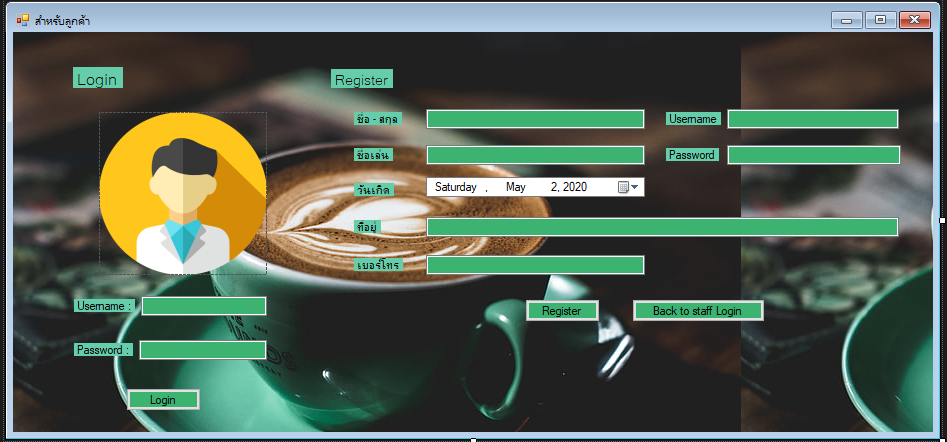 สำหรับลูกค้า
Login
Register
ชื่อ - สกุล
Username
ชื่อเล่น
Password
วันเกิด
Saturday , May 2, 2020
ที่อยู่
เบอร์โทร
Username :
Register
Back to staff Login
Password :
Login